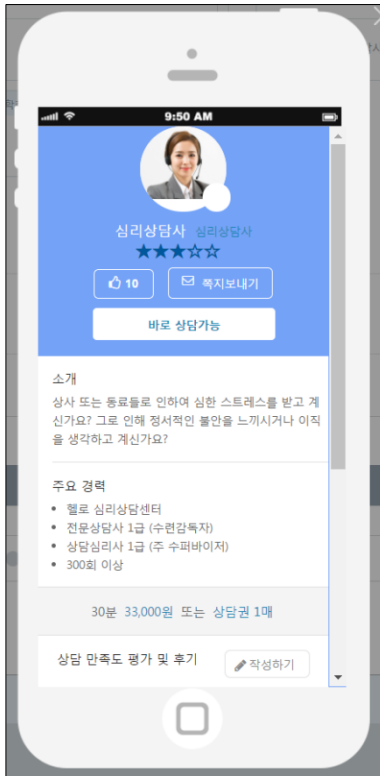 9:50 AM
심리상담사 심리상담사
★★★☆☆
10 쪽지보내기
바로 상담가능
소개
상사 또는 동료들로 인하여 심한 스트레스를 받고 계
신가요? 그로 인해 정서적인 불안을 느끼시거나 이직
을 생각하고 계신가요?
주요 경력
• 헬로 심리상담센터
• 전문상담사 1급 (수련감독자)
• 상담심리사 1급 (주 수퍼바이저)
• 300회 이상
30분 33,000원 또는 상담권 1매
상담 만족도 평가 및 후기 작성하기